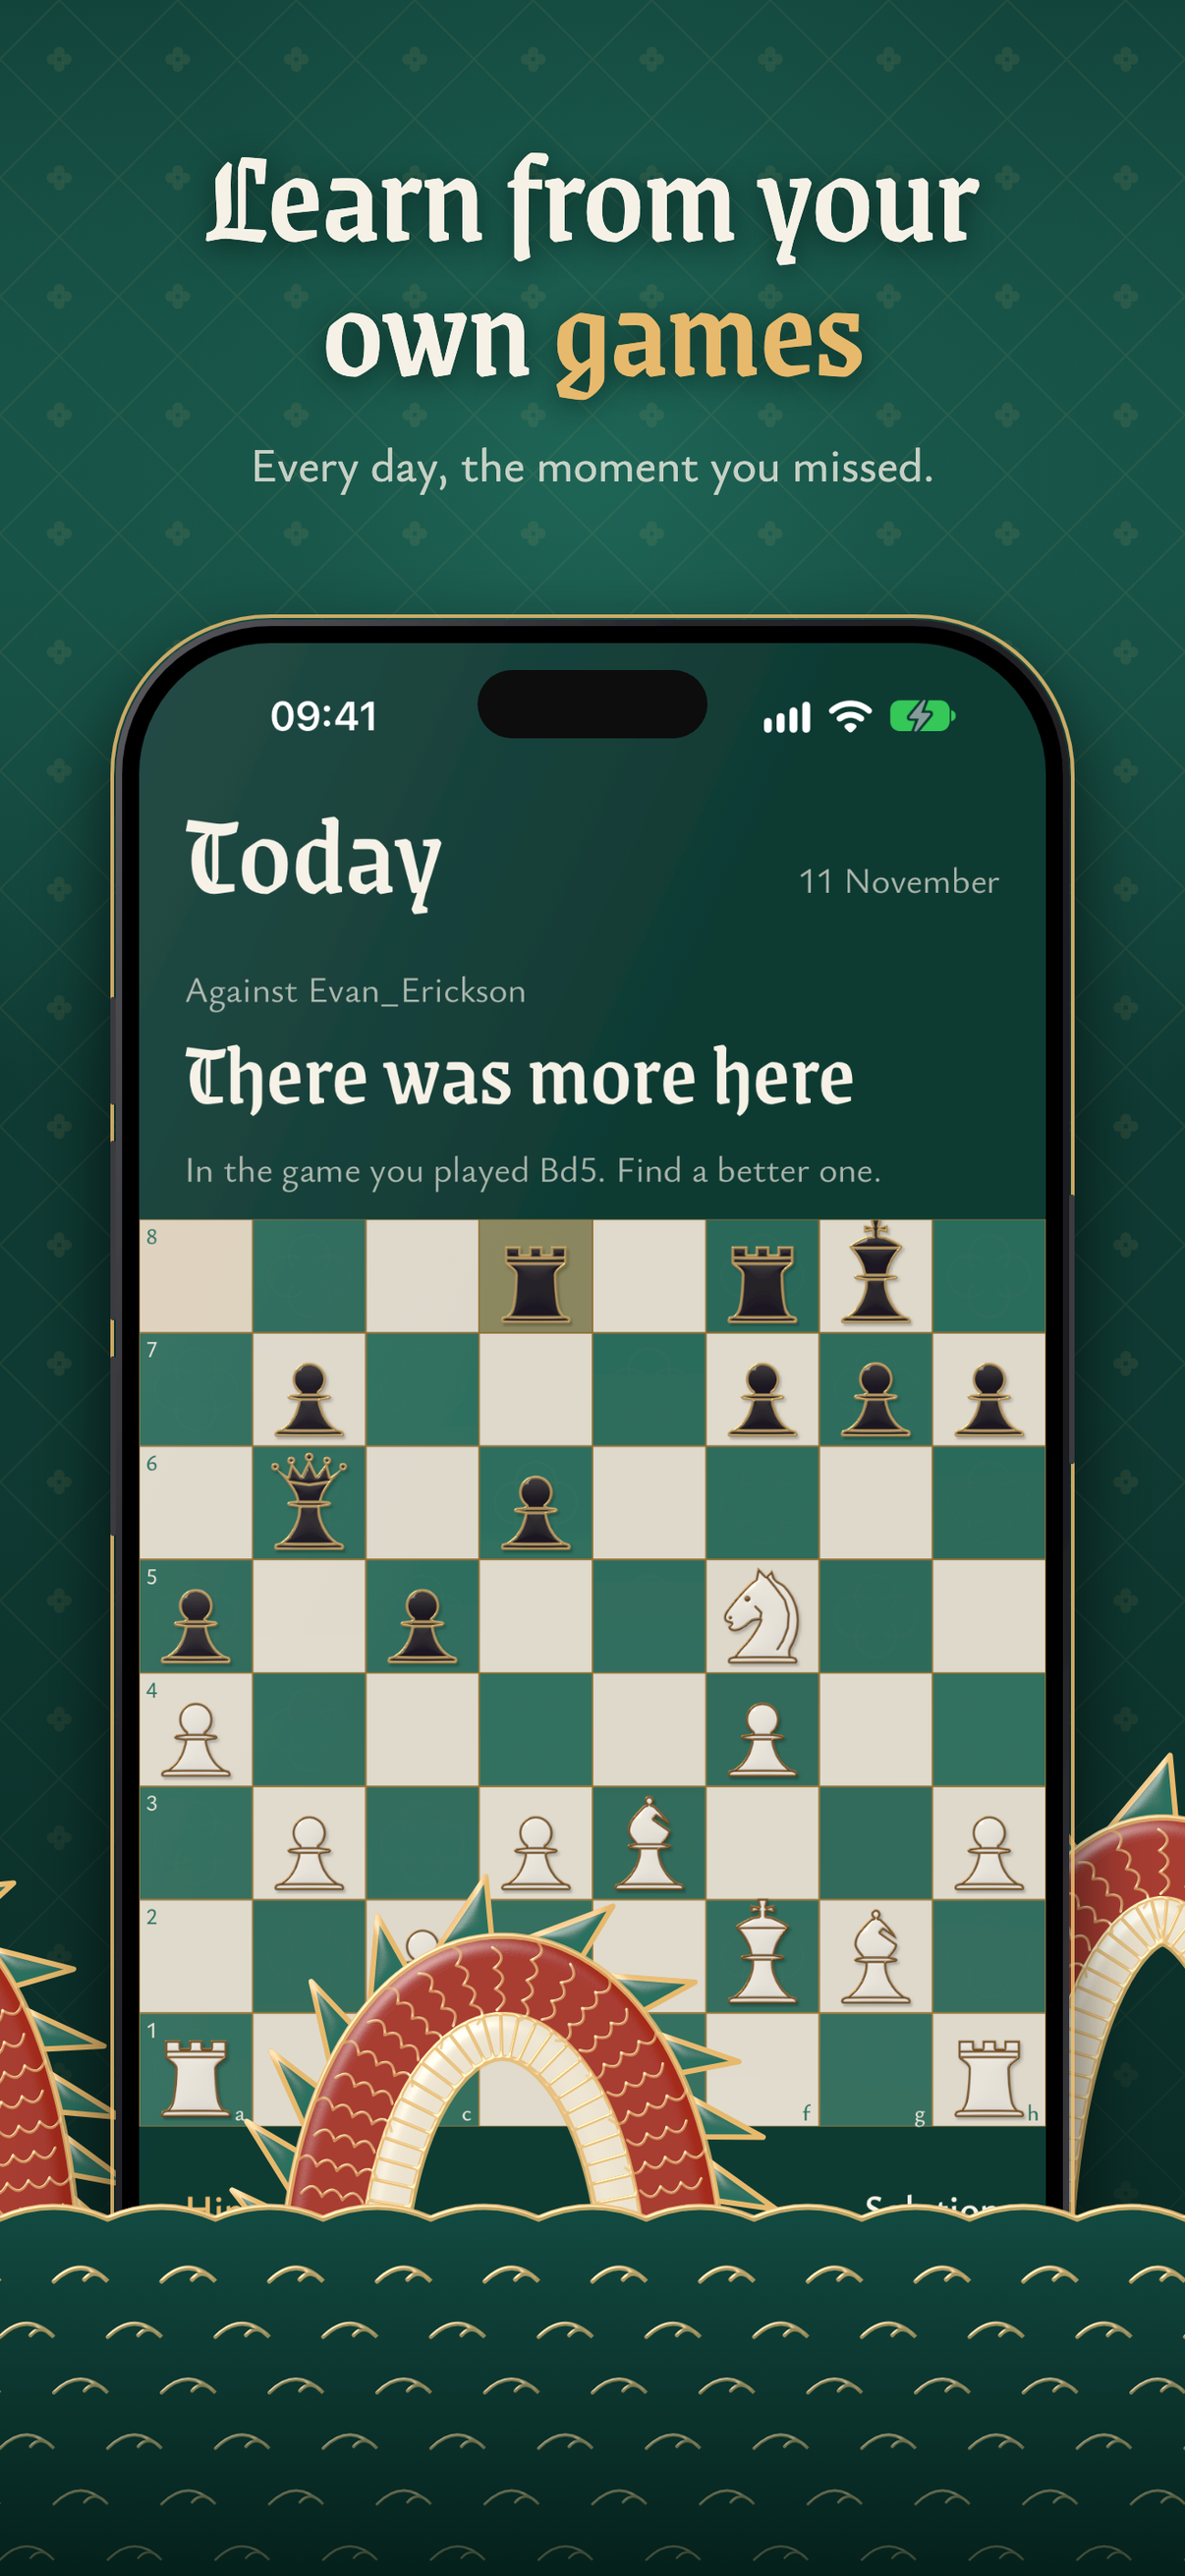 Learn from your
own games
Every day, the moment you missed.
09:41
Today
11 November
Against Evan_Erickson
There was more here
In the game you played Bd5. Find a better one.
8
7
6
5
4
3
2
1
a
c
f
g
h